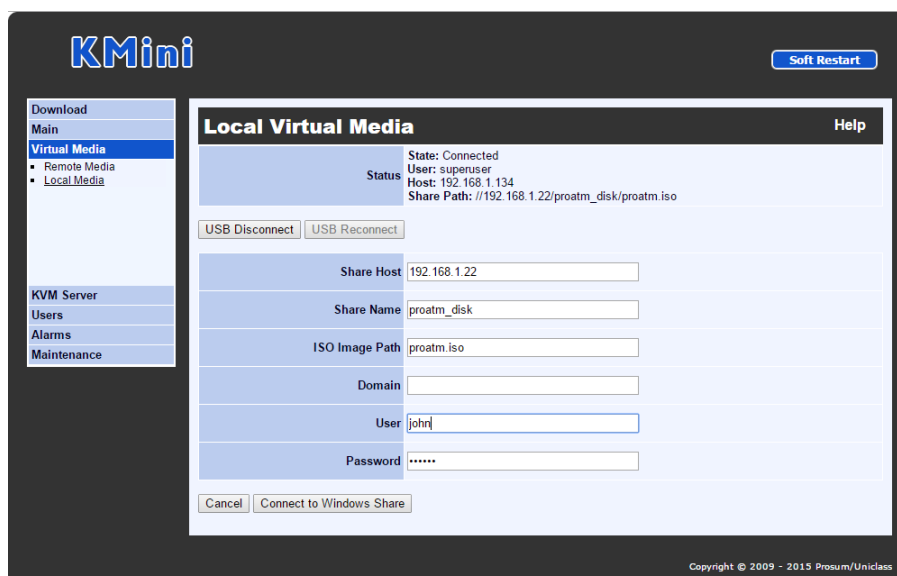 KMini
Soft Restart
Download
Main
Virtual Media
Remote Media
Local Media
KVM Server
Users
Alarms
Maintenance
Local Virtual Media
Help
Status
State: Connected
User: superuser
Host: 192.168.1.134
Share Path: //192.168.1.22/proatm_disk/proatm.iso
USB Disconnect USB Reconnect
Share Host 192.168.1.22
Share Name proatm_disk
ISO Image Path proatm.iso
Domain
User john
Password ••••••
Cancel Connect to Windows Share
Copyright © 2009 - 2015 Prosum/Uniclass